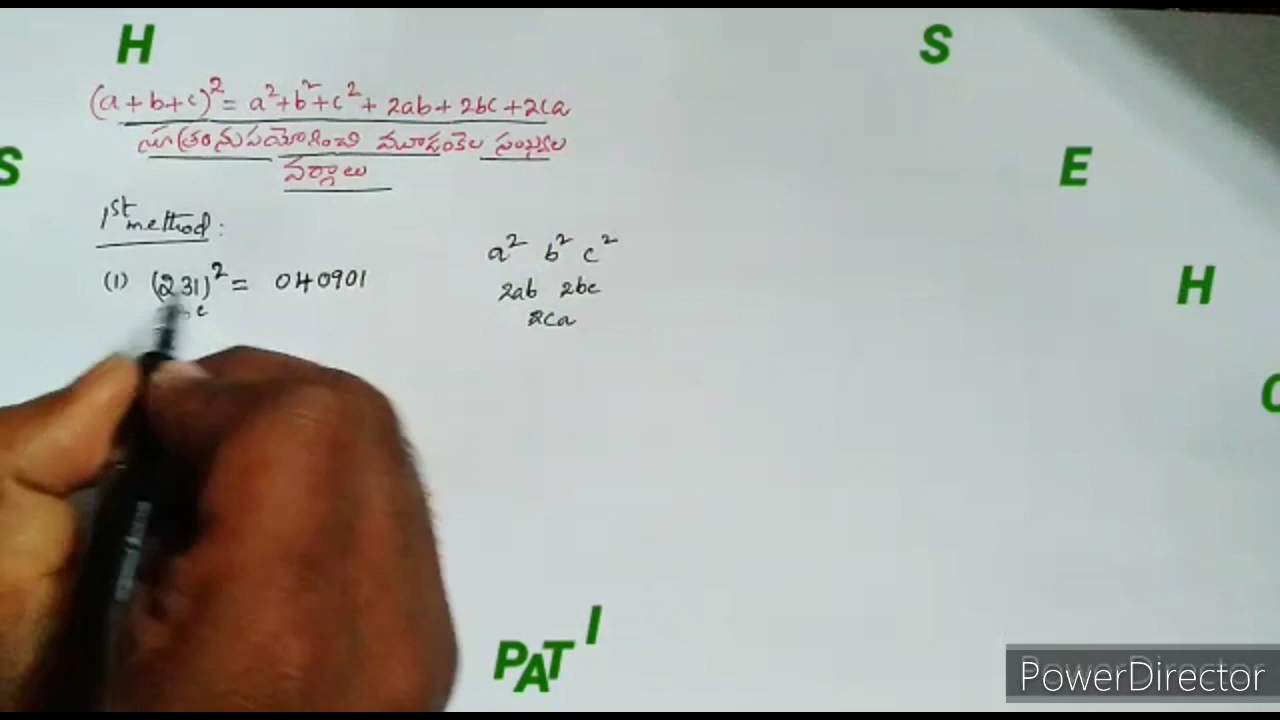 H
S
(a+b+c)² = a²+b²+c²+2ab+2bc+2ca
సూత్రంనుపయోగించి మూడంకెల సంఖ్యల
వర్గాలు
S
E
1st method:
a² b² c²
(1) (231)² = 040901
2ab 2bc
c
2ca
H
I
PAT
PowerDirector